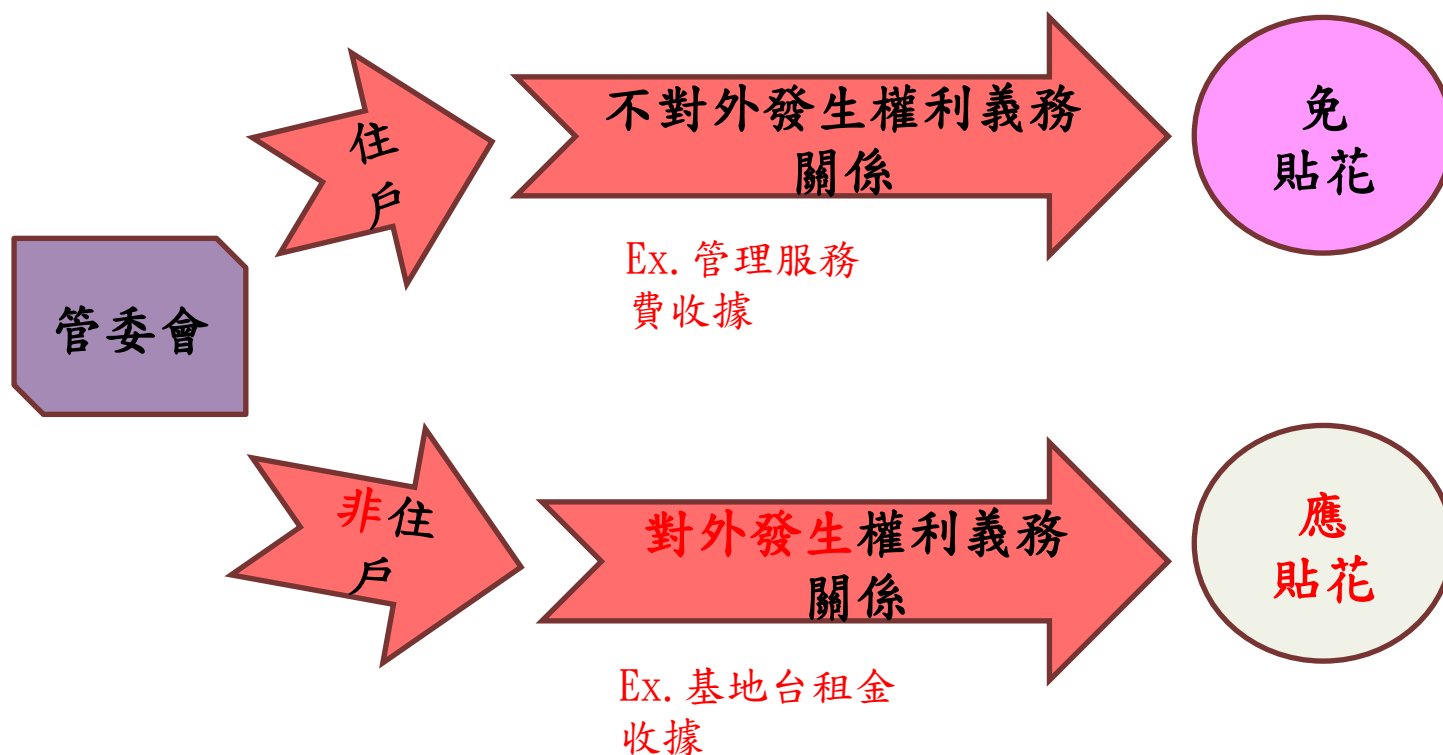 管委會
住
戶
不對外發生權利義務
關係
Ex. 管理服務
費收據
免
貼花
非住
戶
對外發生權利義務
關係
Ex. 基地台租金
收據
應
貼花